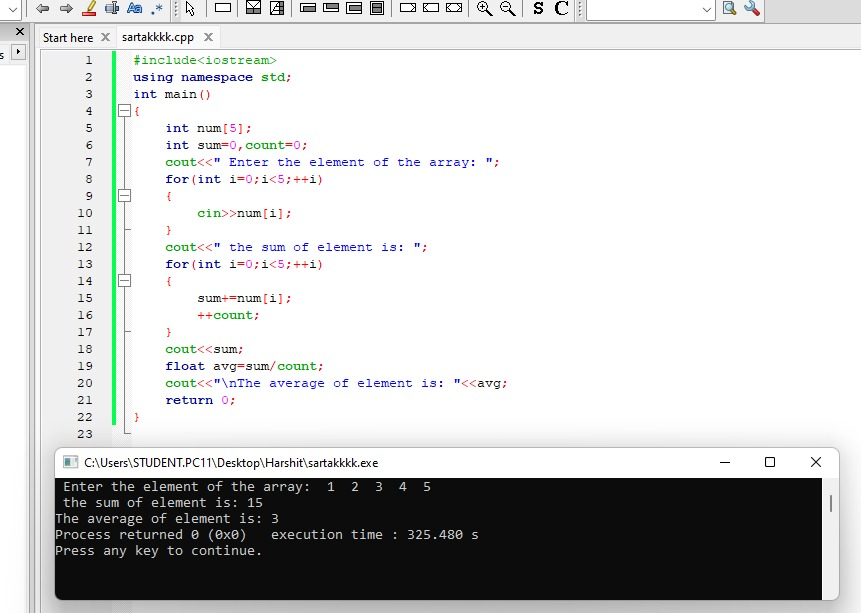 Aa .* S C
Start here X sartakkkk.cpp X
s
1 #include<iostream>
2 using namespace std;
3 int main()
4 {
5 int num[5];
6 int sum=0,count=0;
7 cout<<" Enter the element of the array: ";
8 for(int i=0;i<5;++i)
9 {
10 cin>>num[i];
11 }
12 cout<<" the sum of element is: ";
13 for(int i=0;i<5;++i)
14 {
15 sum+=num[i];
16 ++count;
17 }
18 cout<<sum;
19 float avg=sum/count;
20 cout<<"\nThe average of element is: "<<avg;
21 return 0;
22 }
23
C:\Users\STUDENT.PC11\Desktop\Harshit\sartakkkk.exe
Enter the element of the array: 1 2 3 4 5
the sum of element is: 15
The average of element is: 3
Process returned 0 (0x0) execution time : 325.480 s
Press any key to continue.